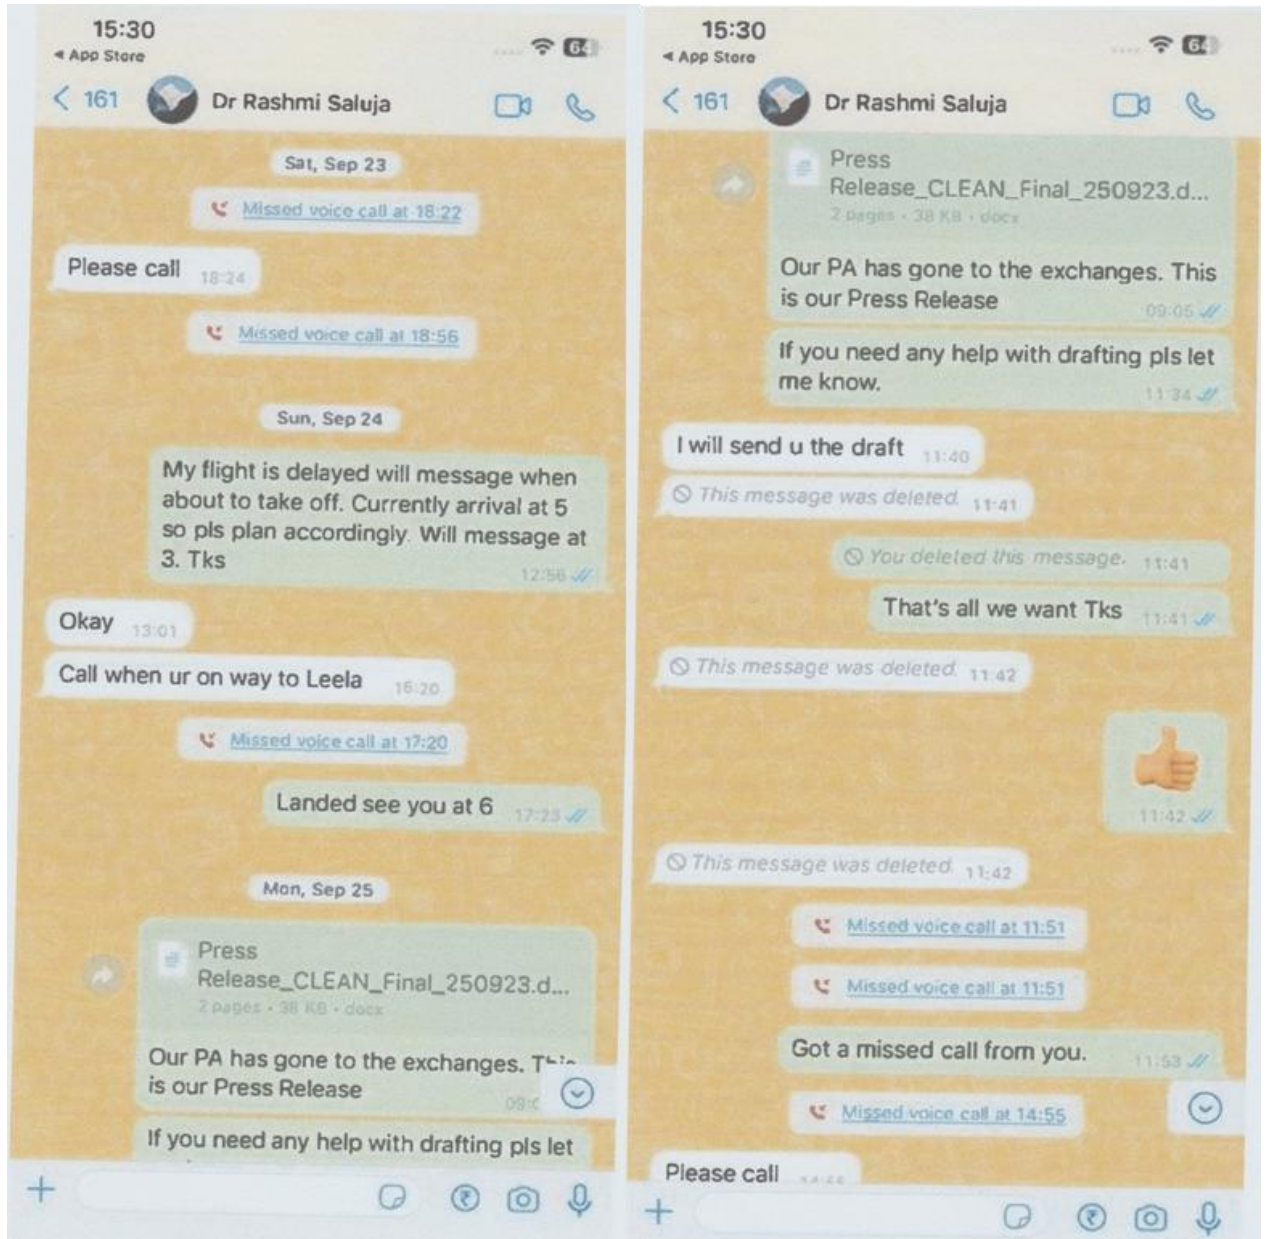 15:30
◄ App Store
64
161
Dr Rashmi Saluja
Sat, Sep 23
Missed voice call at 18:22
Please call 18:24
Missed voice call at 18:56
Sun, Sep 24
My flight is delayed will message when
about to take off. Currently arrival at 5
so pls plan accordingly. Will message at
3. Tks
12:56
Okay 13:01
Call when ur on way to Leela 16:20
Missed voice call at 17:20
Landed see you at 6 17:23
Mon, Sep 25
Press
Release_CLEAN_Final_250923.d...
2 pages • 38 KB • docx
Our PA has gone to the exchanges.
is our Press Release
If you need any help with drafting pls let
15:30
◄ App Store
64
161
Dr Rashmi Saluja
Press
Release_CLEAN_Final_250923.d...
2 pages • 38 KB • docx
Our PA has gone to the exchanges. This
is our Press Release
09:05
If you need any help with drafting pls let
me know.
11:34
I will send u the draft 11:40
This message was deleted. 11:41
You deleted this message. 11:41
That's all we want Tks 11:41
This message was deleted. 11:42
11:42
This message was deleted. 11:42
Missed voice call at 11:51
Missed voice call at 11:51
Got a missed call from you. 11:53
Missed voice call at 14:55
Please call